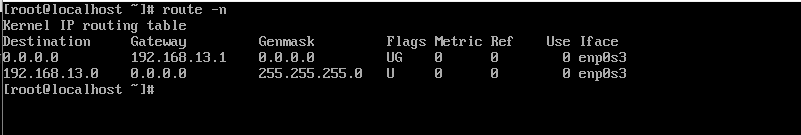 [root@localhost ~]# route -n
Kernel IP routing table
Destination     Gateway         Genmask         Flags Metric Ref    Use Iface
0.0.0.0         192.168.13.1    0.0.0.0         UG    0      0        0 enp0s3
192.168.13.0    0.0.0.0         255.255.255.0   U     0      0        0 enp0s3
[root@localhost ~]#